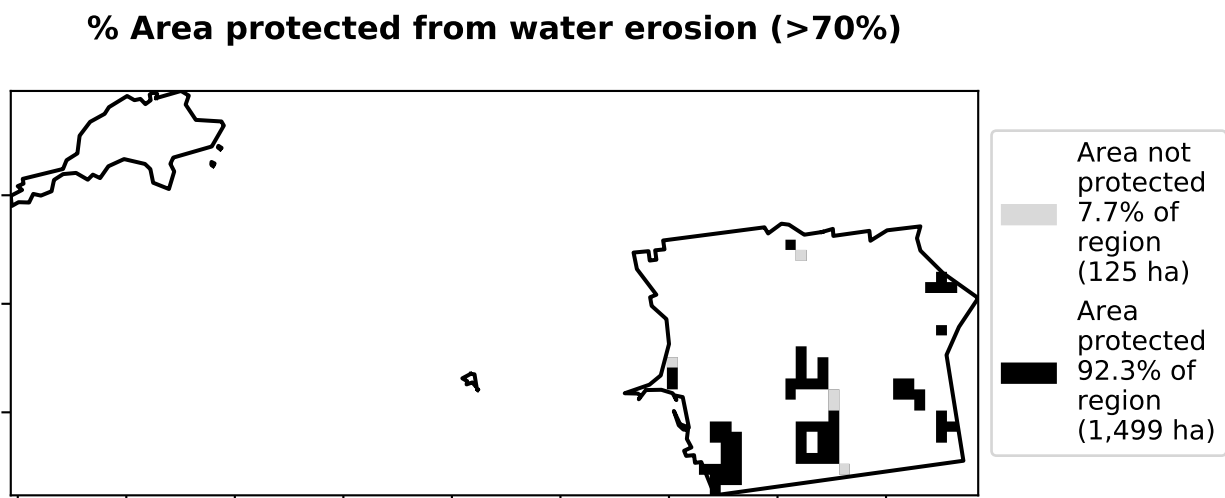 % Area protected from water erosion (>70%)
Area not
protected
7.7% of
region
(125 ha)
Area
protected
92.3% of
region
(1,499 ha)